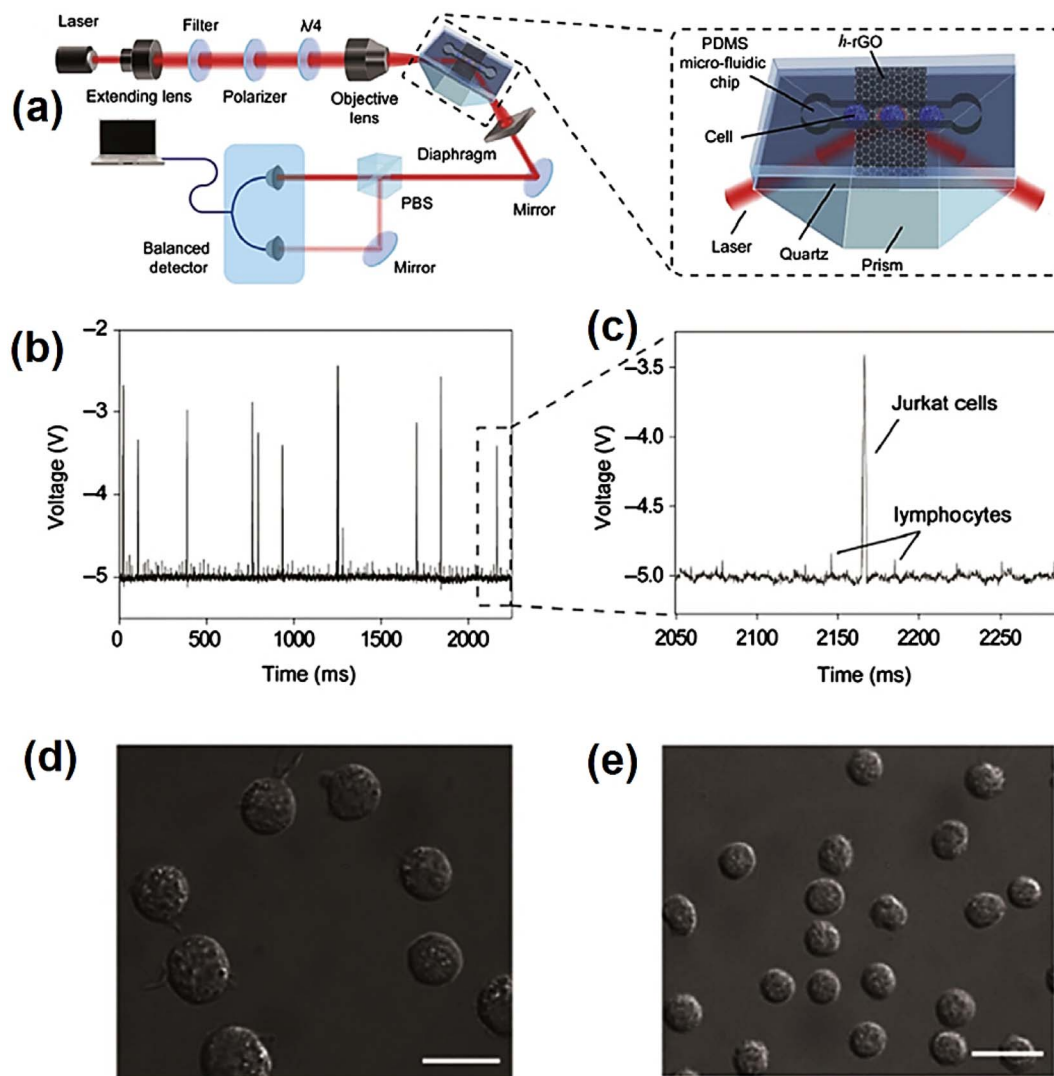 Laser
Filter
λ/4
Extending lens
Polarizer
Objective
lens
(a)
Diaphragm
PBS
Mirror
Balanced
detector
Mirror
h-rGO
PDMS
micro-fluidic
chip
Cell
Laser
Quartz
Prism
(b)
Voltage (V)
–2
–3
–4
–5
0 500 1000 1500 2000
Time (ms)
(c)
Voltage (V)
–3.5
–4.0
–4.5
–5.0
Jurkat cells
lymphocytes
2050 2100 2150 2200 2250
Time (ms)
(d)
(e)